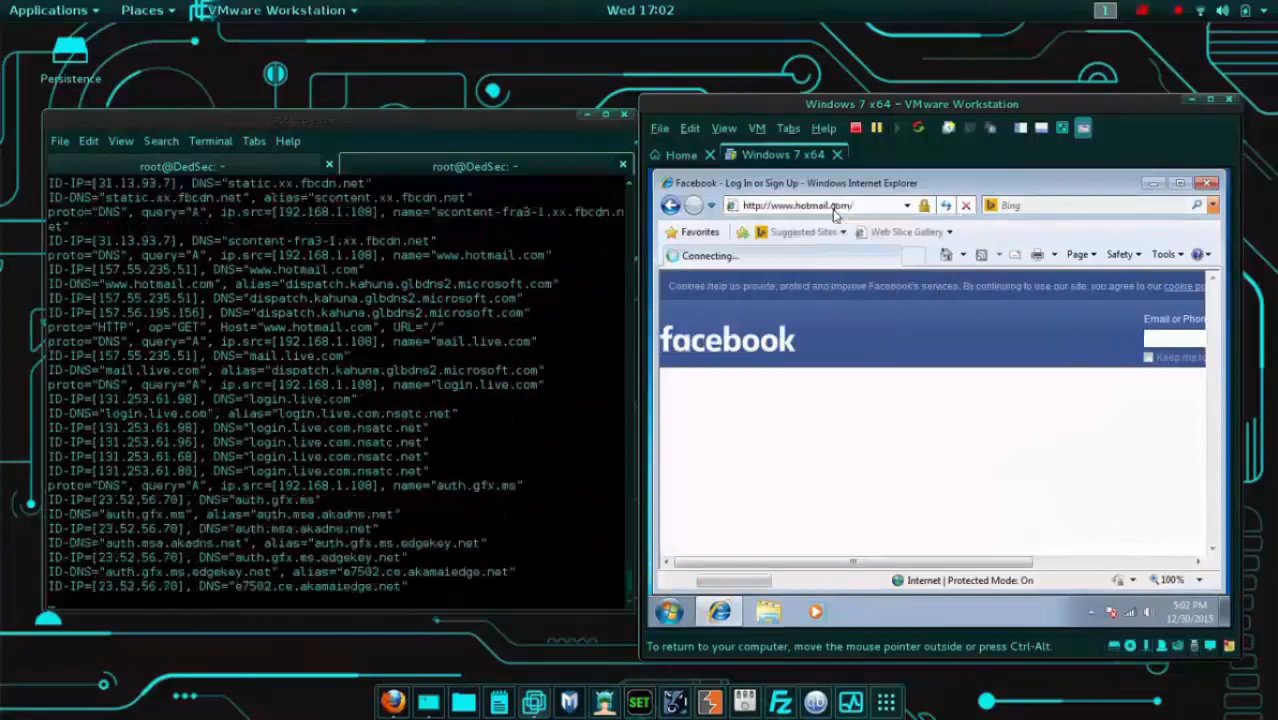 Applications
Places
VMware Workstation
Wed 17:02
1
Persistence
File Edit View Search Terminal Tabs Help
root@DedSec: ~
root@DedSec: ~
ID-IP=[31.13.93.7], DNS="static.xx.fbcdn.net"
ID-DNS="static.xx.fbcdn.net", alias="scontent.xx.fbcdn.net"
proto="DNS", query="A", ip.src=[192.168.1.108], name="scontent-fra3-1.xx.fbcdn.n
et"
ID-IP=[31.13.93.7], DNS="scontent-fra3-1.xx.fbcdn.net"
proto="DNS", query="A", ip.src=[192.168.1.108], name="www.hotmail.com"
ID-IP=[157.55.235.51], DNS="www.hotmail.com"
ID-DNS="www.hotmail.com", alias="dispatch.kahuna.glbdns2.microsoft.com"
ID-IP=[157.55.235.51], DNS="dispatch.kahuna.glbdns2.microsoft.com"
ID-IP=[157.56.195.156], DNS="dispatch.kahuna.glbdns2.microsoft.com"
proto="HTTP", op="GET", Host="www.hotmail.com", URL="/"
proto="DNS", query="A", ip.src=[192.168.1.108], name="mail.live.com"
ID-IP=[157.55.235.51], DNS="mail.live.com"
ID-DNS="mail.live.com", alias="dispatch.kahuna.glbdns2.microsoft.com"
proto="DNS", query="A", ip.src=[192.168.1.108], name="login.live.com"
ID-IP=[131.253.61.98], DNS="login.live.com"
ID-DNS="login.live.com", alias="login.live.com.nsatc.net"
ID-IP=[131.253.61.98], DNS="login.live.com.nsatc.net"
ID-IP=[131.253.61.96], DNS="login.live.com.nsatc.net"
ID-IP=[131.253.61.68], DNS="login.live.com.nsatc.net"
ID-IP=[131.253.61.80], DNS="login.live.com.nsatc.net"
proto="DNS", query="A", ip.src=[192.168.1.108], name="auth.gfx.ms"
ID-IP=[23.52.56.70], DNS="auth.gfx.ms"
ID-DNS="auth.gfx.ms", alias="auth.msa.akadns.net"
ID-IP=[23.52.56.70], DNS="auth.msa.akadns.net"
ID-DNS="auth.msa.akadns.net", alias="auth.gfx.ms.edgekey.net"
ID-IP=[23.52.56.70], DNS="auth.gfx.ms.edgekey.net"
ID-DNS="auth.gfx.ms.edgekey.net", alias="e7502.ce.akamaiedge.net"
ID-IP=[23.52.56.70], DNS="e7502.ce.akamaiedge.net"
Windows 7 x64 - VMware Workstation
File Edit View VM Tabs Help
Home
Windows 7 x64
Facebook - Log In or Sign Up - Windows Internet Explorer
http://www.hotmail.com/
Bing
Favorites
Suggested Sites
Web Slice Gallery
Connecting...
Page
Safety
Tools
Cookies help us provide, protect and improve Facebook's services. By continuing to use our site, you agree to our cookie po
facebook
Email or Phon
Keep me lo
Internet | Protected Mode: On
100%
5:02 PM
12/30/2015
To return to your computer, move the mouse pointer outside or press Ctrl-Alt.
SET